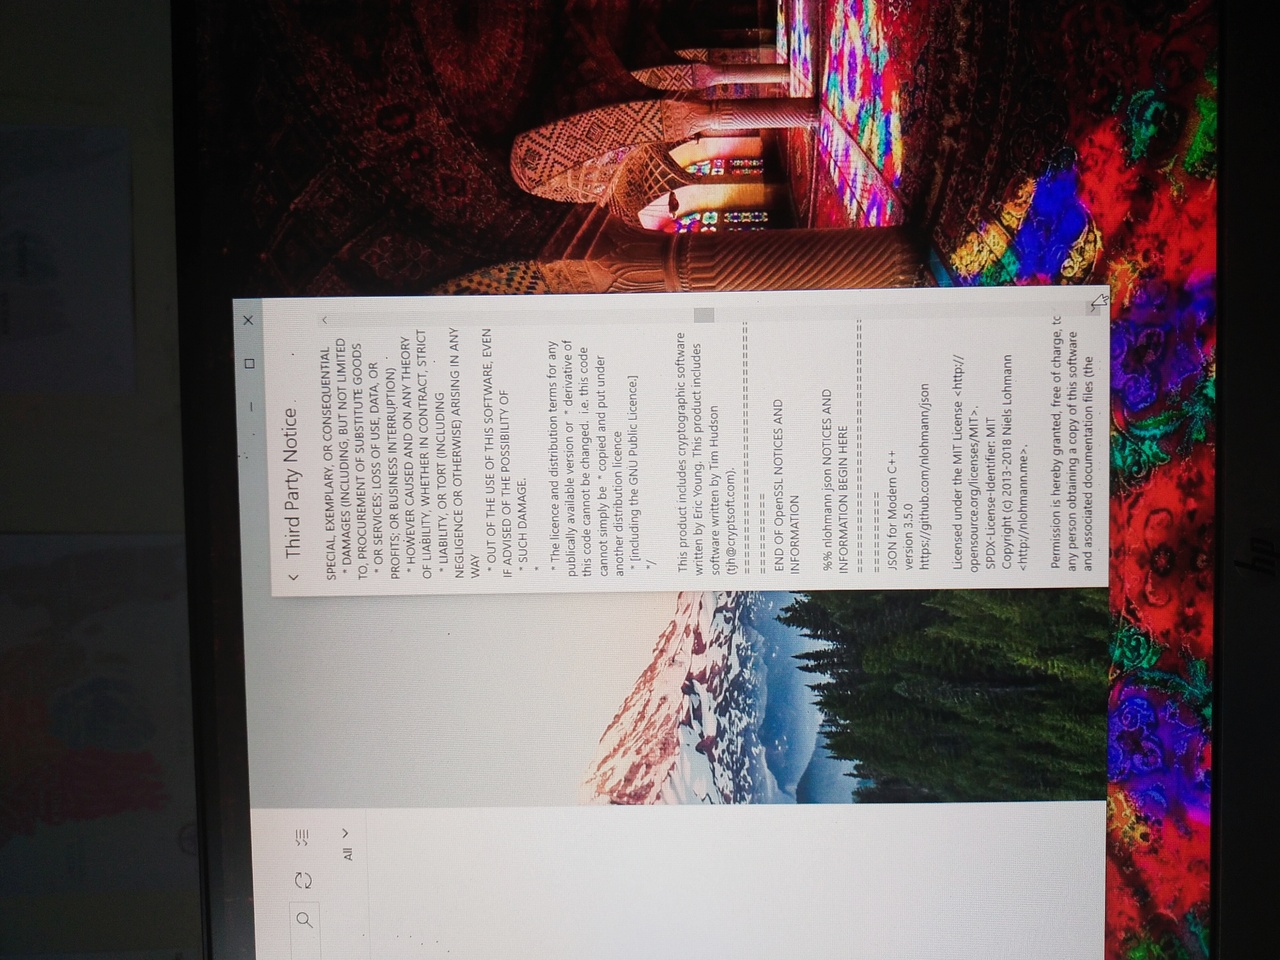 Third Party Notice
All
SPECIAL, EXEMPLARY, OR CONSEQUENTIAL
* DAMAGES (INCLUDING, BUT NOT LIMITED
TO, PROCUREMENT OF SUBSTITUTE GOODS
* OR SERVICES; LOSS OF USE, DATA, OR
PROFITS; OR BUSINESS INTERRUPTION)
* HOWEVER CAUSED AND ON ANY THEORY
OF LIABILITY, WHETHER IN CONTRACT, STRICT
* LIABILITY, OR TORT (INCLUDING
NEGLIGENCE OR OTHERWISE) ARISING IN ANY
WAY
* OUT OF THE USE OF THIS SOFTWARE, EVEN
IF ADVISED OF THE POSSIBILITY OF
* SUCH DAMAGE.
*
* The licence and distribution terms for any
publically available version or * derivative of
this code cannot be changed. i.e. this code
cannot simply be * copied and put under
another distribution licence
* [including the GNU Public Licence.]
*/
This product includes cryptographic software
written by Eric Young. This product includes
software written by Tim Hudson
(tjh@cryptsoft.com).
===============================
==========
END OF OpenSSL NOTICES AND
INFORMATION
%% nlohmann json NOTICES AND
INFORMATION BEGIN HERE
===============================
==========
JSON for Modern C++
version 3.5.0
https://github.com/nlohmann/json
Licensed under the MIT License <http://
opensource.org/licenses/MIT>.
SPDX-License-Identifier: MIT
Copyright (c) 2013-2018 Niels Lohmann
<http://nlohmann.me>.
Permission is hereby granted, free of charge, to
any person obtaining a copy of this software
and associated documentation files (the
hp